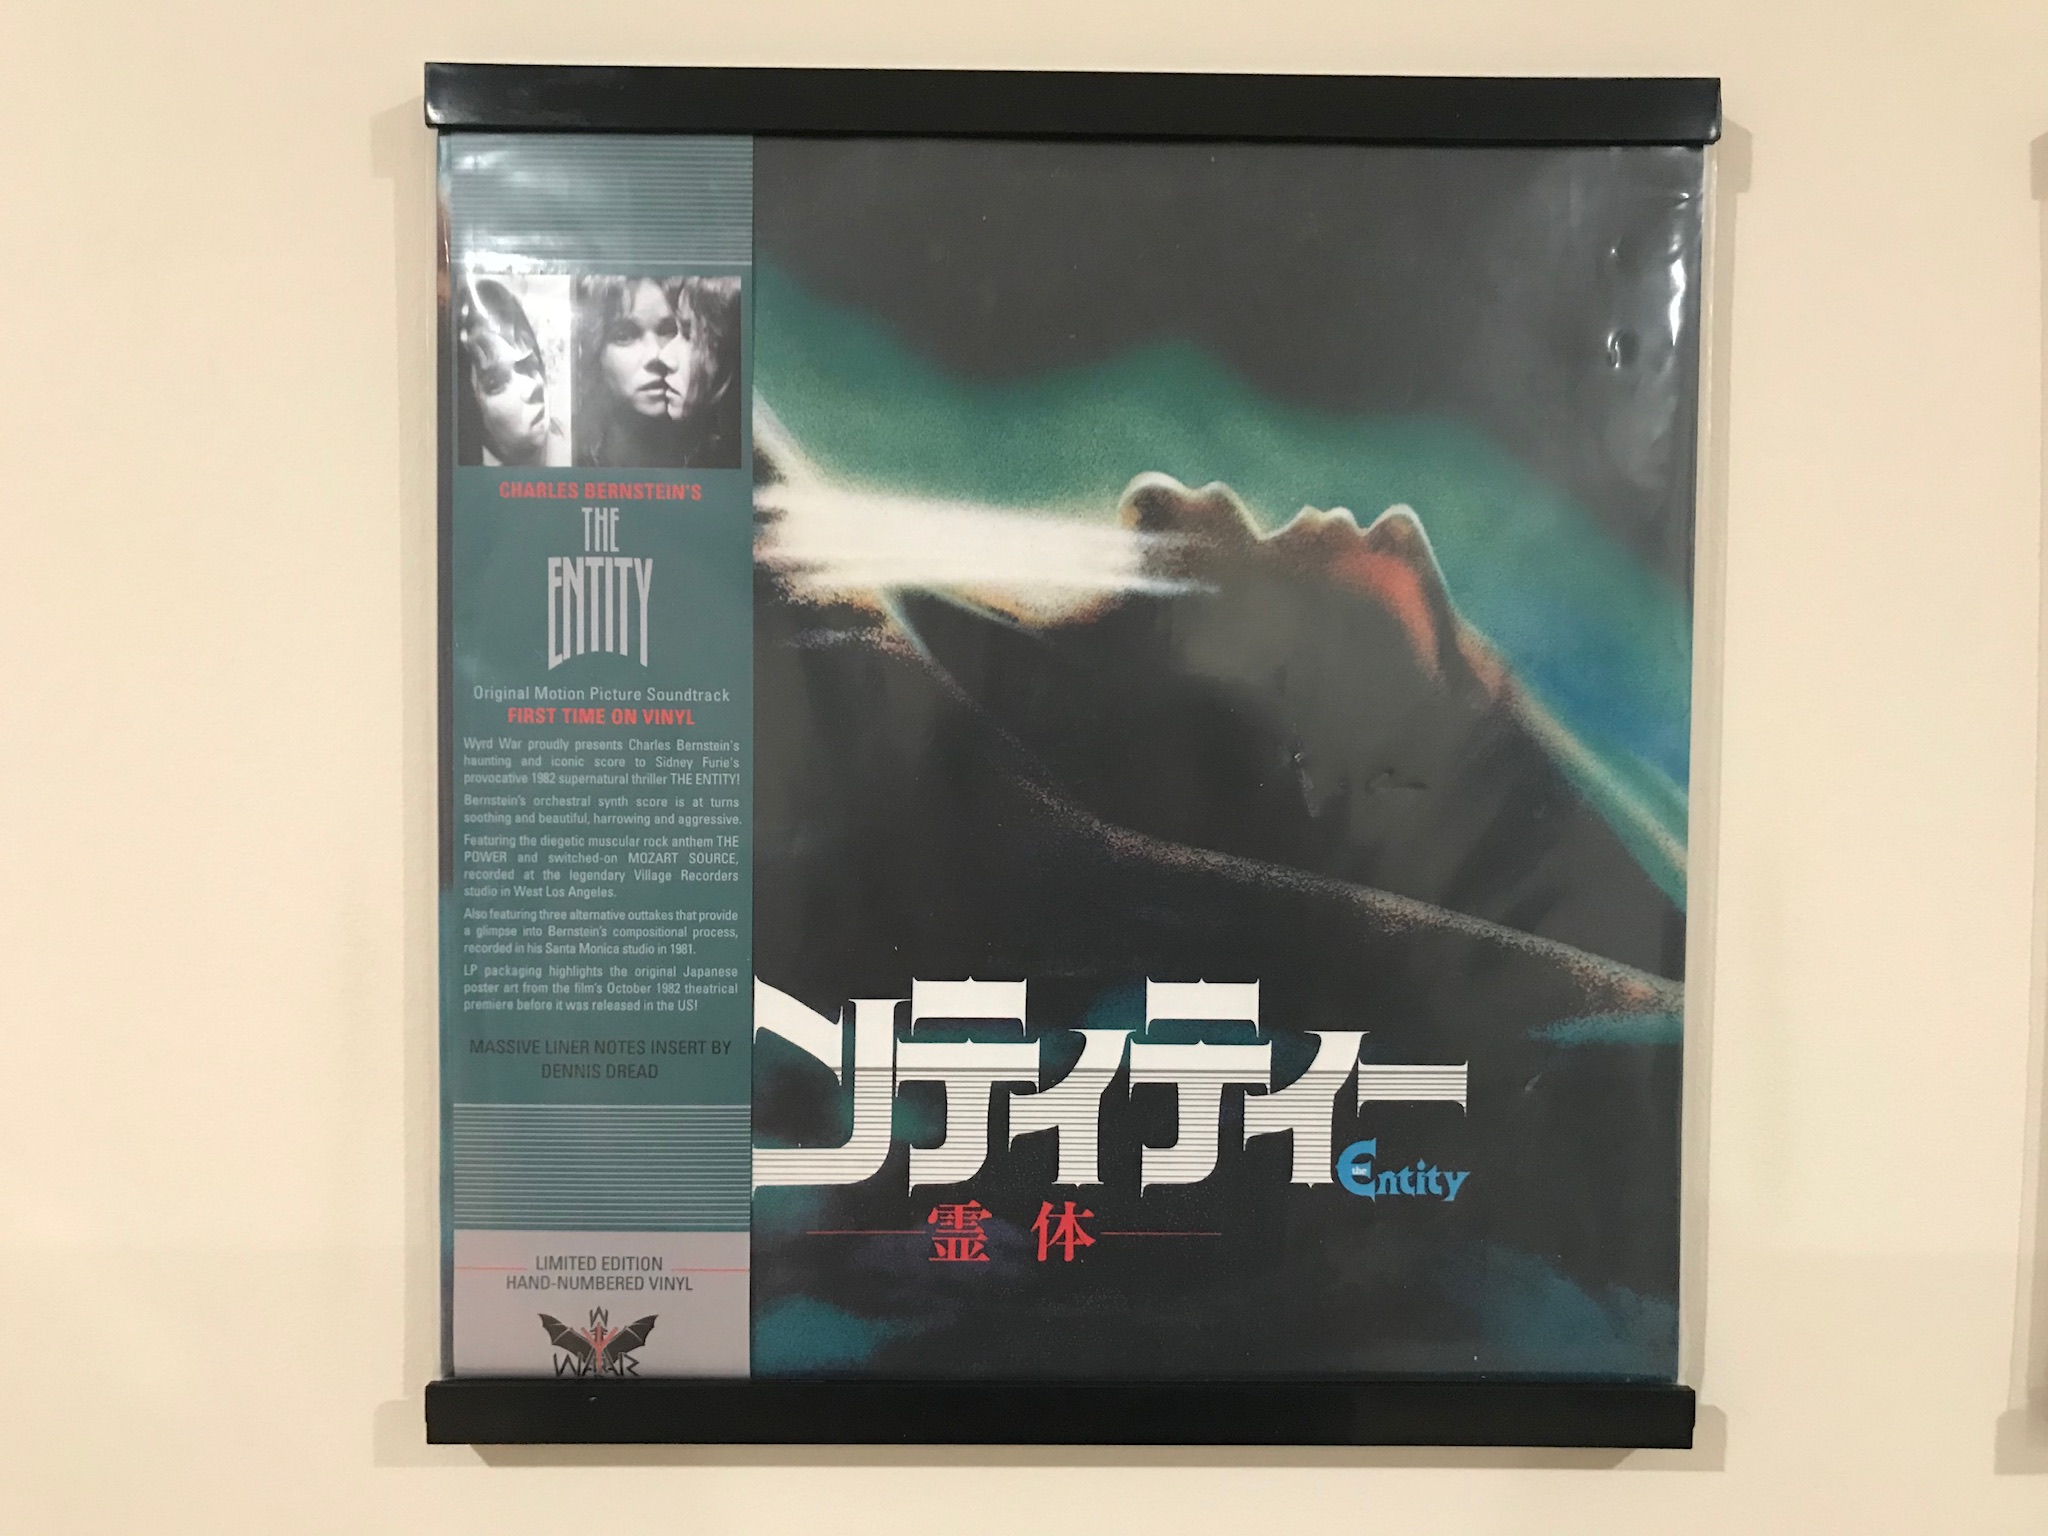 CHARLES BERNSTEIN'S
THE
ENTITY
Original Motion Picture Soundtrack
FIRST TIME ON VINYL
Wyrd War proudly presents Charles Bernstein's
haunting and iconic score to Sidney Furie's
provocative 1982 supernatural thriller THE ENTITY!
Bernstein's orchestral synth score is at turns
soothing and beautiful, harrowing and aggressive.
Featuring the diegetic muscular rock anthem THE
POWER and switched-on MOZART SOURCE,
recorded at the legendary Village Recorders
studio in West Los Angeles.
Also featuring three alternative outtakes that provide
a glimpse into Bernstein's compositional process,
recorded in his Santa Monica studio in 1981.
LP packaging highlights the original Japanese
poster art from the film's October 1982 theatrical
premiere before it was released in the US!
MASSIVE LINER NOTES INSERT BY
DENNIS DREAD
LIMITED EDITION
HAND-NUMBERED VINYL
ンティティー
the Entity
霊体